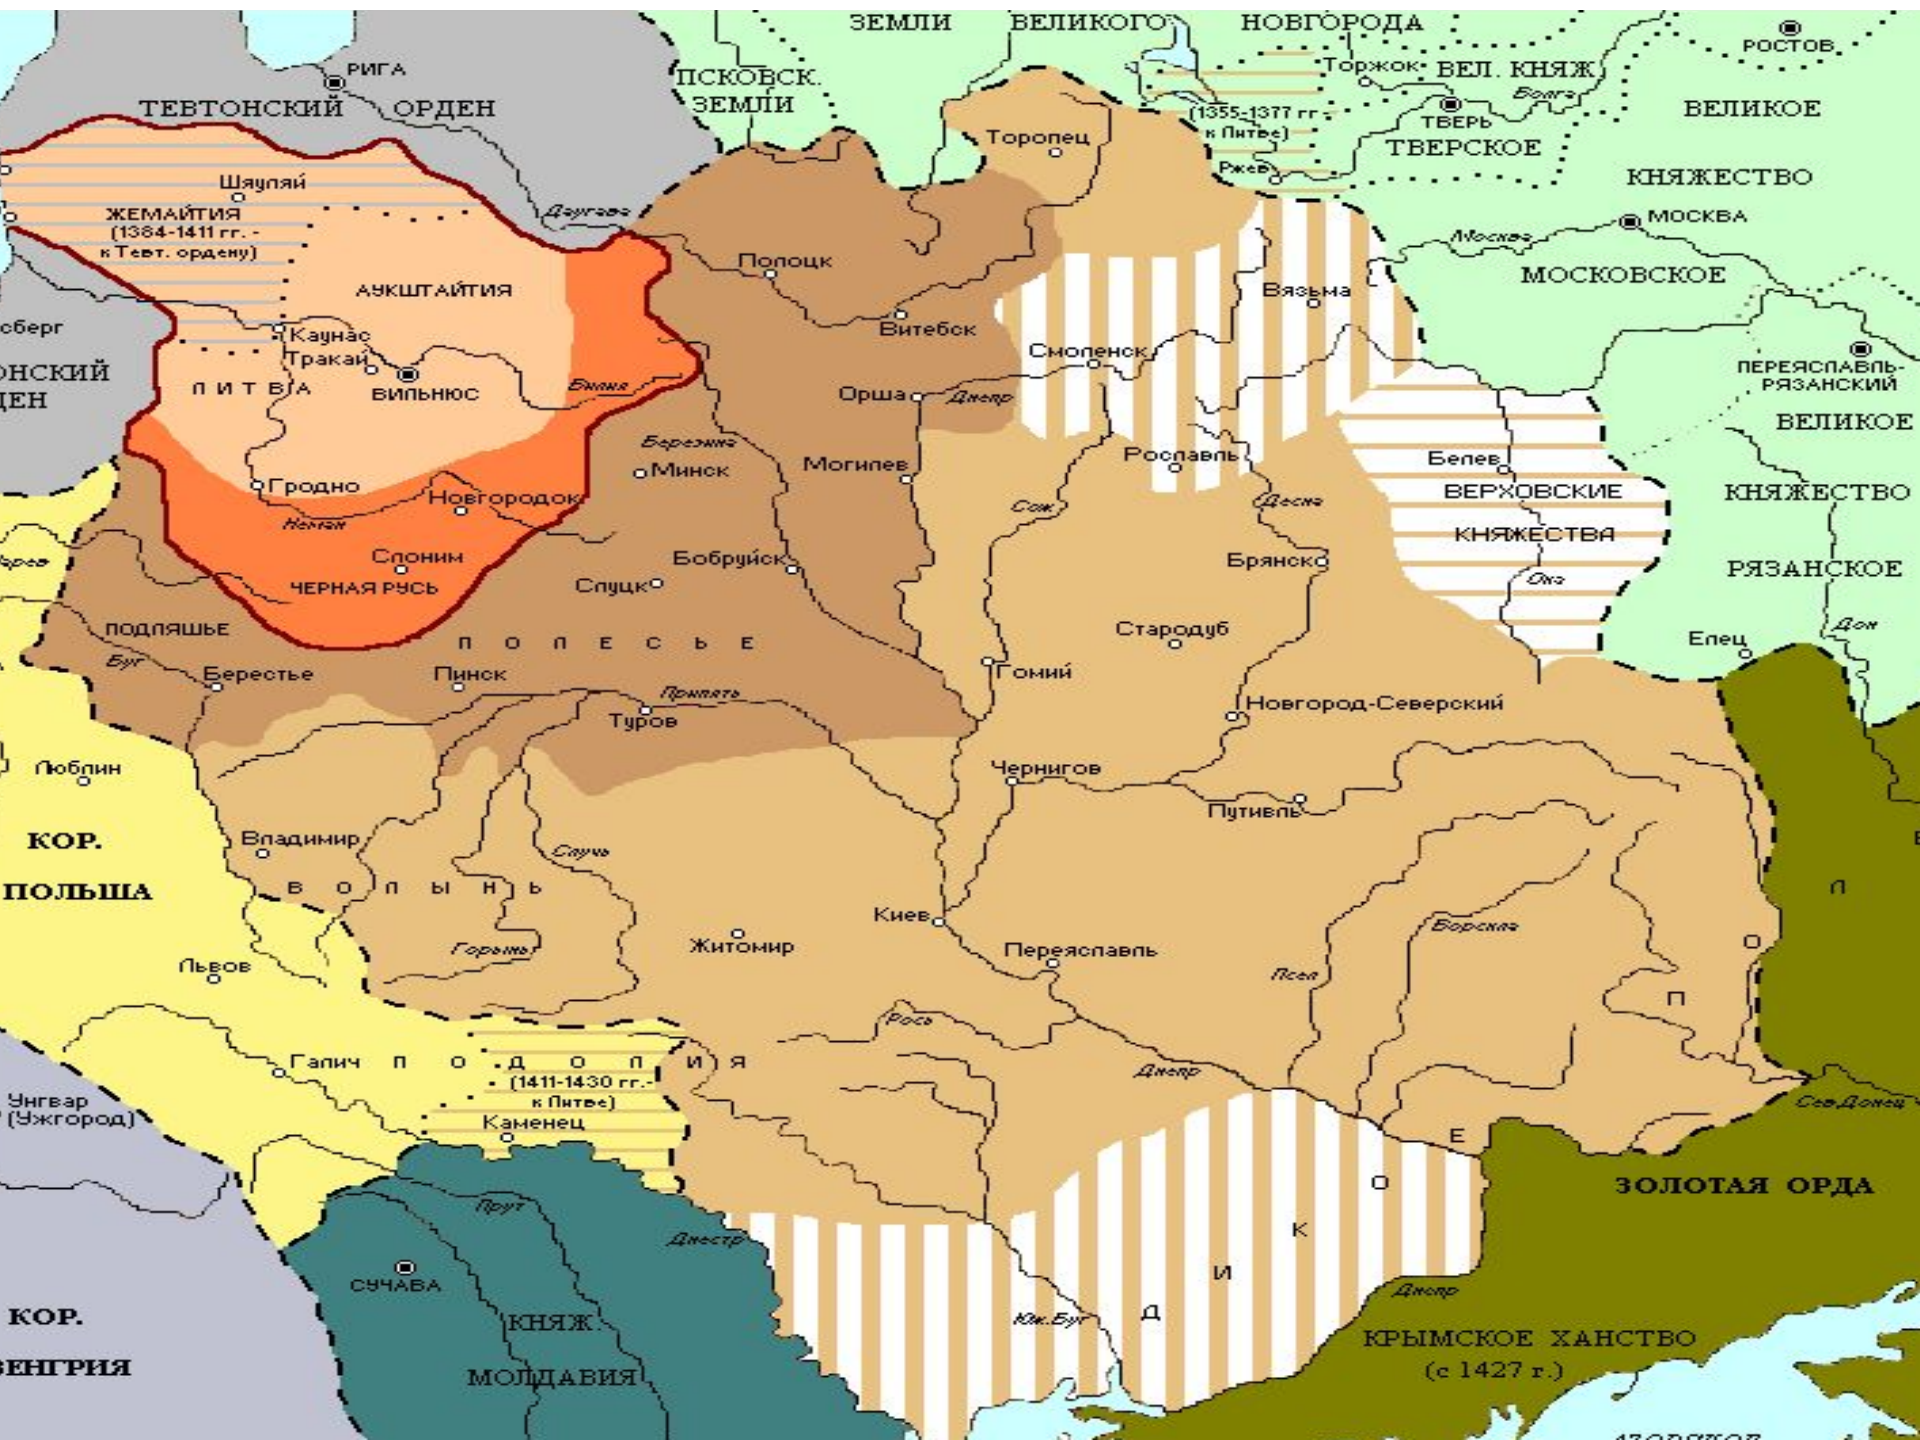 ЗЕМЛИ ВЕЛИКОГО НОВГОРОДА
РОСТОВ
РИГА
ПСКОВСК.
ЗЕМЛИ
Торжок
ВЕЛ. КНЯЖ
Волга
ТЕВТОНСКИЙ ОРДЕН
(1355-1377 гг -
к Литве)
ТВЕРЬ
ВЕЛИКОЕ
Торопец
ТВЕРСКОЕ
Ржев
КНЯЖЕСТВО
Шяуляй
ЖЕМАЙТИЯ
(1384-1411 гг. -
к Тевт. ордену)
Даугава
МОСКВА
Москва
Полоцк
МОСКОВСКОЕ
АУКШТАЙТИЯ
Вязьма
сберг
Каунас
Витебск
Тракай
Смоленск
ОНСКИЙ
ДЕН
ЛИТВА
ВИЛЬНЮС
Вилия
Орша
Днепр
ПЕРЕЯСЛАВЛЬ-
РЯЗАНСКИЙ
ВЕЛИКОЕ
Березина
Минск
Могилев
Рославль
Белев
Гродно
Новгородок
ВЕРХОВСКИЕ
КНЯЖЕСТВО
Неман
Сож
Десна
КНЯЖЕСТВА
Слоним
Бобруйск
Брянск
арев
ЧЕРНАЯ РУСЬ
Слуцк
Ока
РЯЗАНСКОЕ
ПОДЛЯШЬЕ
ПОЛЕСЬЕ
Стародуб
Елец
Дон
Буг
Берестье
Пинск
Припять
Гомий
Туров
Новгород-Северский
Люблин
Чернигов
Путивль
КОР.
ПОЛЬША
Владимир
Случь
ВОЛЫНЬ
Л
О
Киев
Житомир
Горынь
Переяславль
Ворскла
Львов
Псел
П
Рось
Галич
ПОДОЛИЯ
(1411-1430 гг.-
к Литве)
Днепр
Унгвар
(Ужгород)
Каменец
Сев.Донец
Е
ЗОЛОТАЯ ОРДА
Прут
О
Днестр
К
СУЧАВА
И
Днепр
КОР.
ВЕНГРИЯ
КНЯЖ.
МОЛДАВИЯ
Юж.Буг
Д
КРЫМСКОЕ ХАНСТВО
(с 1427 г.)